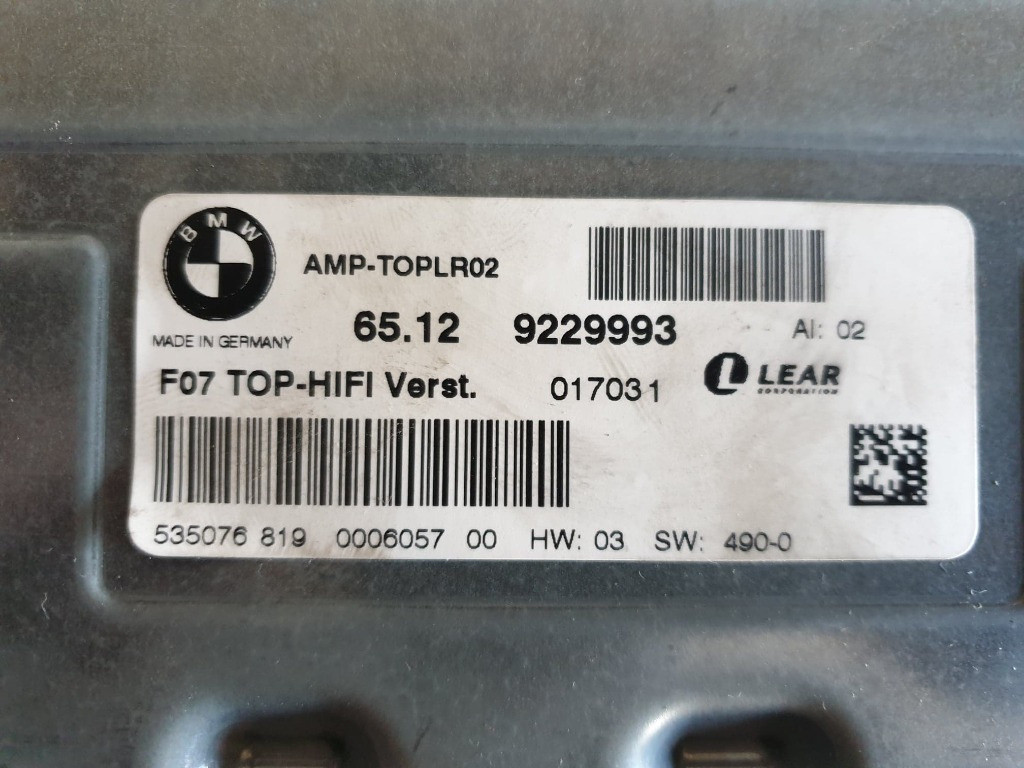 BMW
AMP-TOPLR02
65.12 9229993 AI: 02
MADE IN GERMANY
F07 TOP-HIFI Verst. 017031 LEAR
CORPORATION
535076 819 0006057 00 HW: 03 SW: 490-0